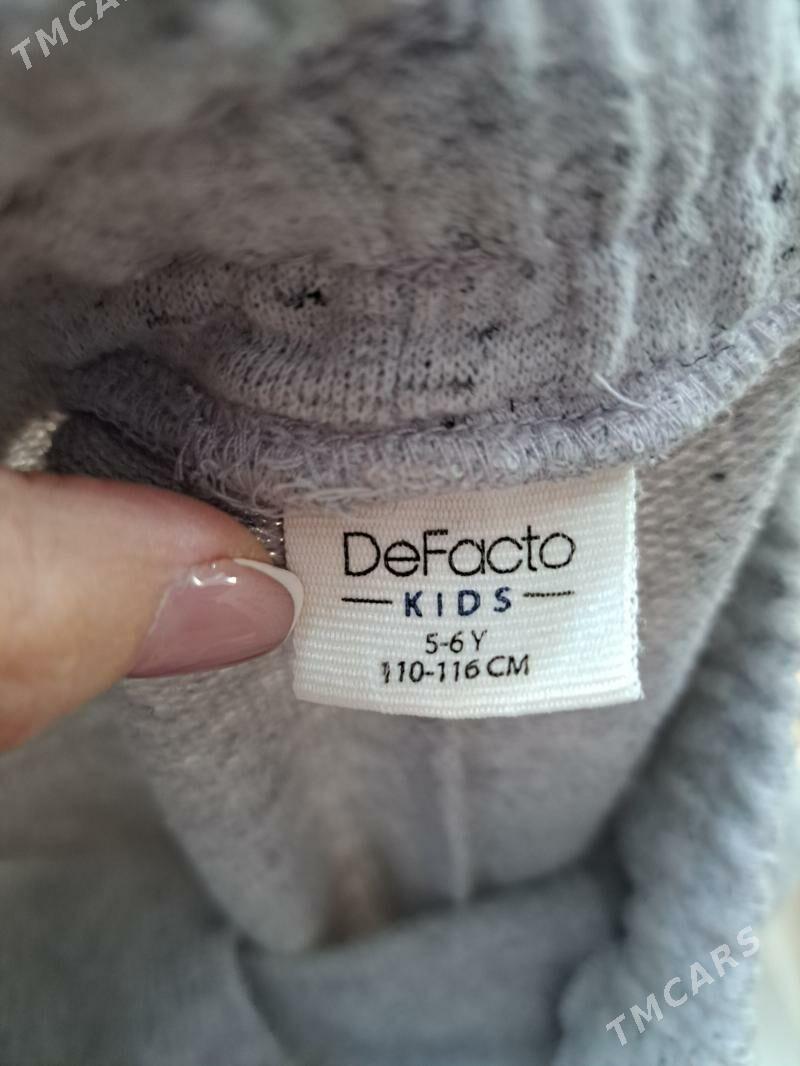 TMCARS
DeFacto
KIDS
5-6 Y
110-116 CM
TMCARS